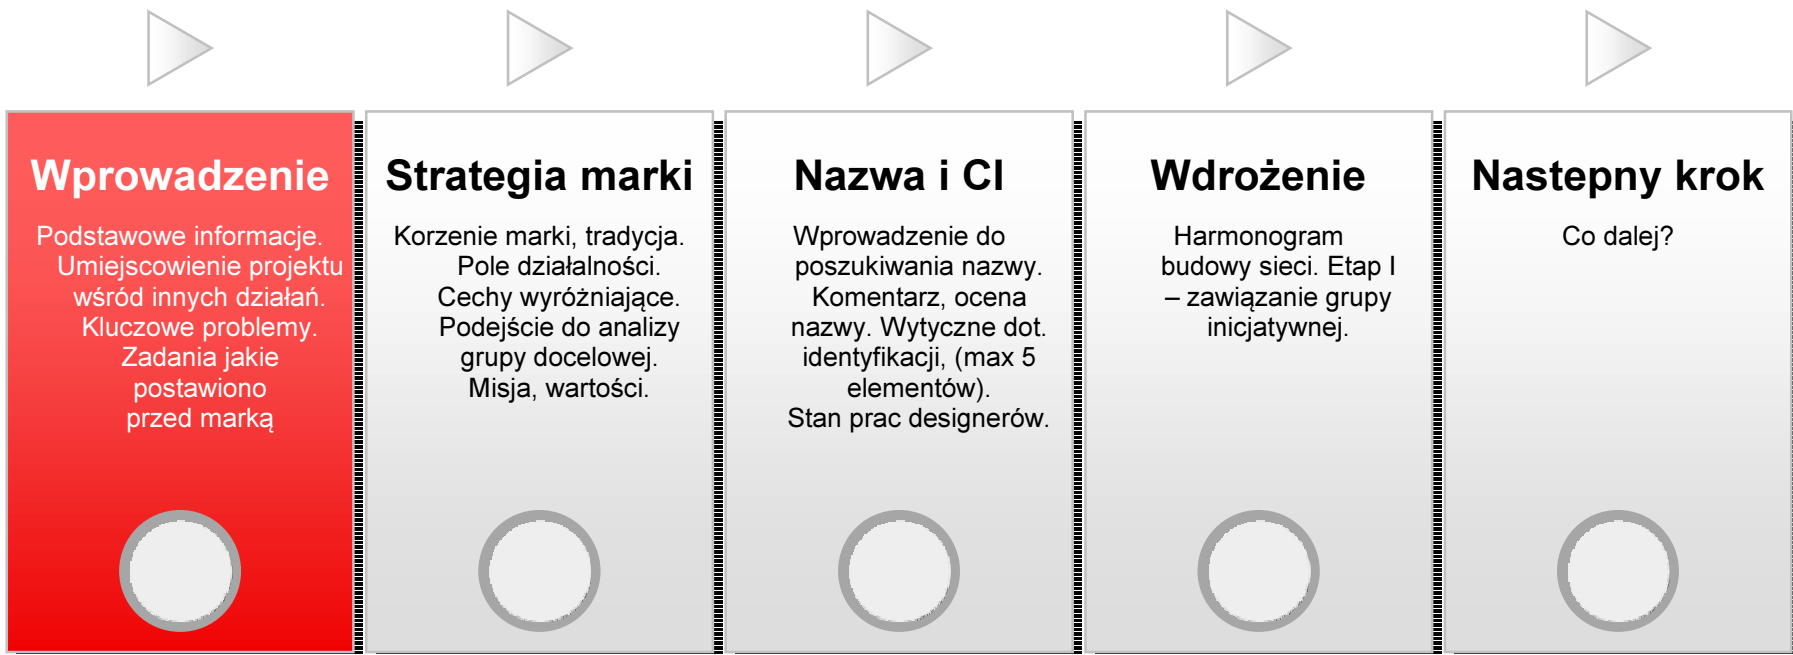 Wprowadzenie
Podstawowe informacje.
Umiejscowienie projektu
wśród innych działań.
Kluczowe problemy.
Zadania jakie
postawiono
przed marką
Strategia marki
Korzenie marki, tradycja.
Pole działalności.
Cechy wyróżniające.
Podejście do analizy
grupy docelowej.
Misja, wartości.
Nazwa i CI
Wprowadzenie do
poszukiwania nazwy.
Komentarz, ocena
nazwy. Wytyczne dot.
identyfikacji, (max 5
elementów).
Stan prac designerów.
Wdrożenie
Harmonogram
budowy sieci. Etap I
– zawiązanie grupy
inicjatywnej.
Nastepny krok
Co dalej?